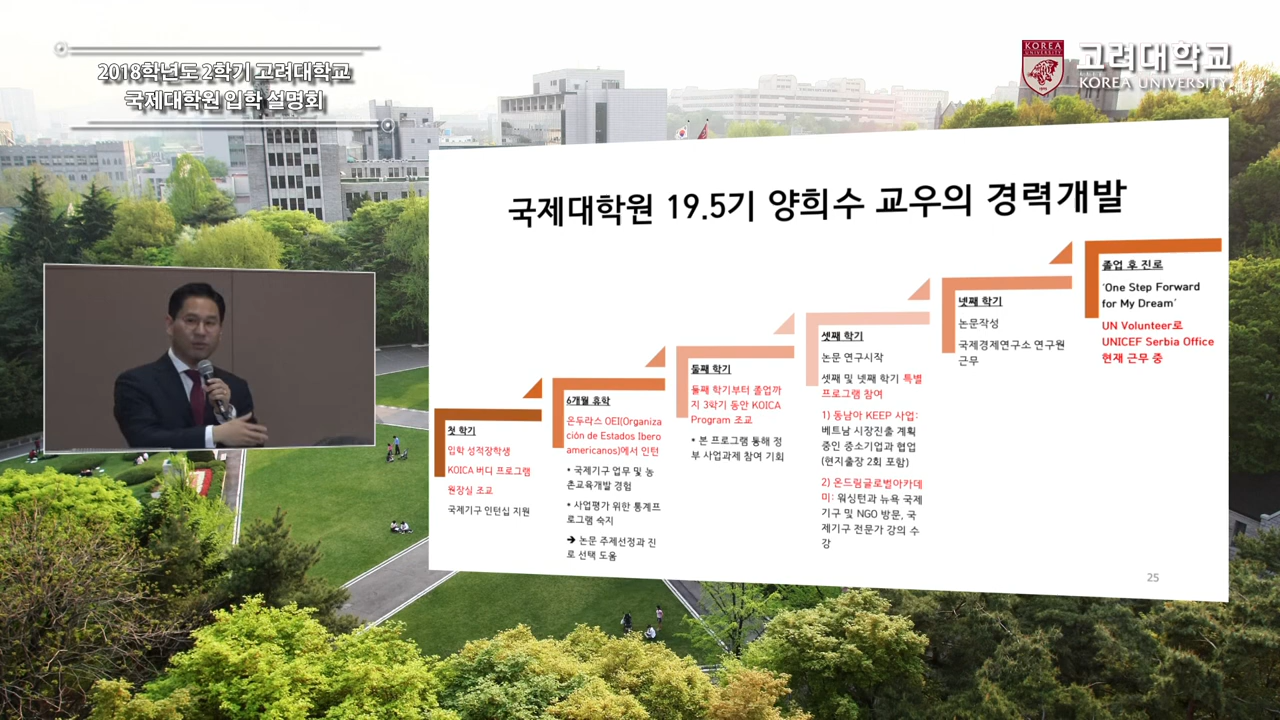 2018학년도 2학기 고려대학교
국제대학원 입학 설명회
KOREA
UNIVERSITY
고려대학교
KOREA UNIVERSITY
국제대학원 19.5기 양희수 교우의 경력개발
첫 학기
입학 성적장학생
KOICA 버디 프로그램
원장실 조교
국제기구 인턴십 지원
6개월 휴학
온두라스 OEI(Organiza
ción de Estados Ibero
americanos)에서 인턴
* 국제기구 업무 및 농
촌교육개발 경험
* 사업평가 위한 통계프
로그램 숙지
➔ 논문 주제선정과 진
로 선택 도움
둘째 학기
둘째 학기부터 졸업까
지 3학기 동안 KOICA
Program 조교
* 본 프로그램 통해 정
부 사업과제 참여 기회
셋째 학기
논문 연구시작
셋째 및 넷째 학기 특별
프로그램 참여
1) 동남아 KEEP 사업:
베트남 시장진출 계획
중인 중소기업과 협업
(현지출장 2회 포함)
2) 온드림글로벌아카데
미: 워싱턴과 뉴욕 국제
기구 및 NGO 방문, 국
제기구 전문가 강의 수
강
넷째 학기
논문작성
국제경제연구소 연구원
근무
졸업 후 진로
'One Step Forward
for My Dream'
UN Volunteer로
UNICEF Serbia Office
현재 근무 중
25